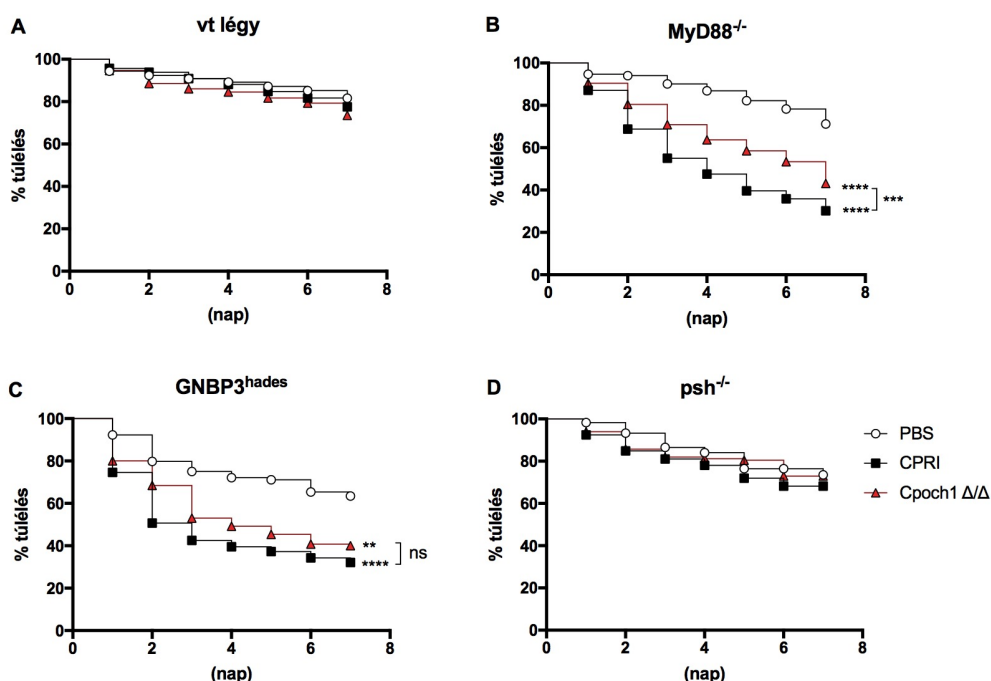 A
vt légy
100
80
60
40
80
0
% túlélés
0
2
4
6
8
(nap)
B
MyD88-/-
100
80
60
40
20
0
% túlélés
0
2
4
6
8
(nap)
****
****
***
C
GNBP3hades
100
80
60
40
20
0
% túlélés
0
2
4
6
8
(nap)
**
****
ns
D
psh-/-
100
80
60
40
20
0
% túlélés
0
2
4
6
8
(nap)
PBS
CPRI
Cpoch1 Δ/Δ